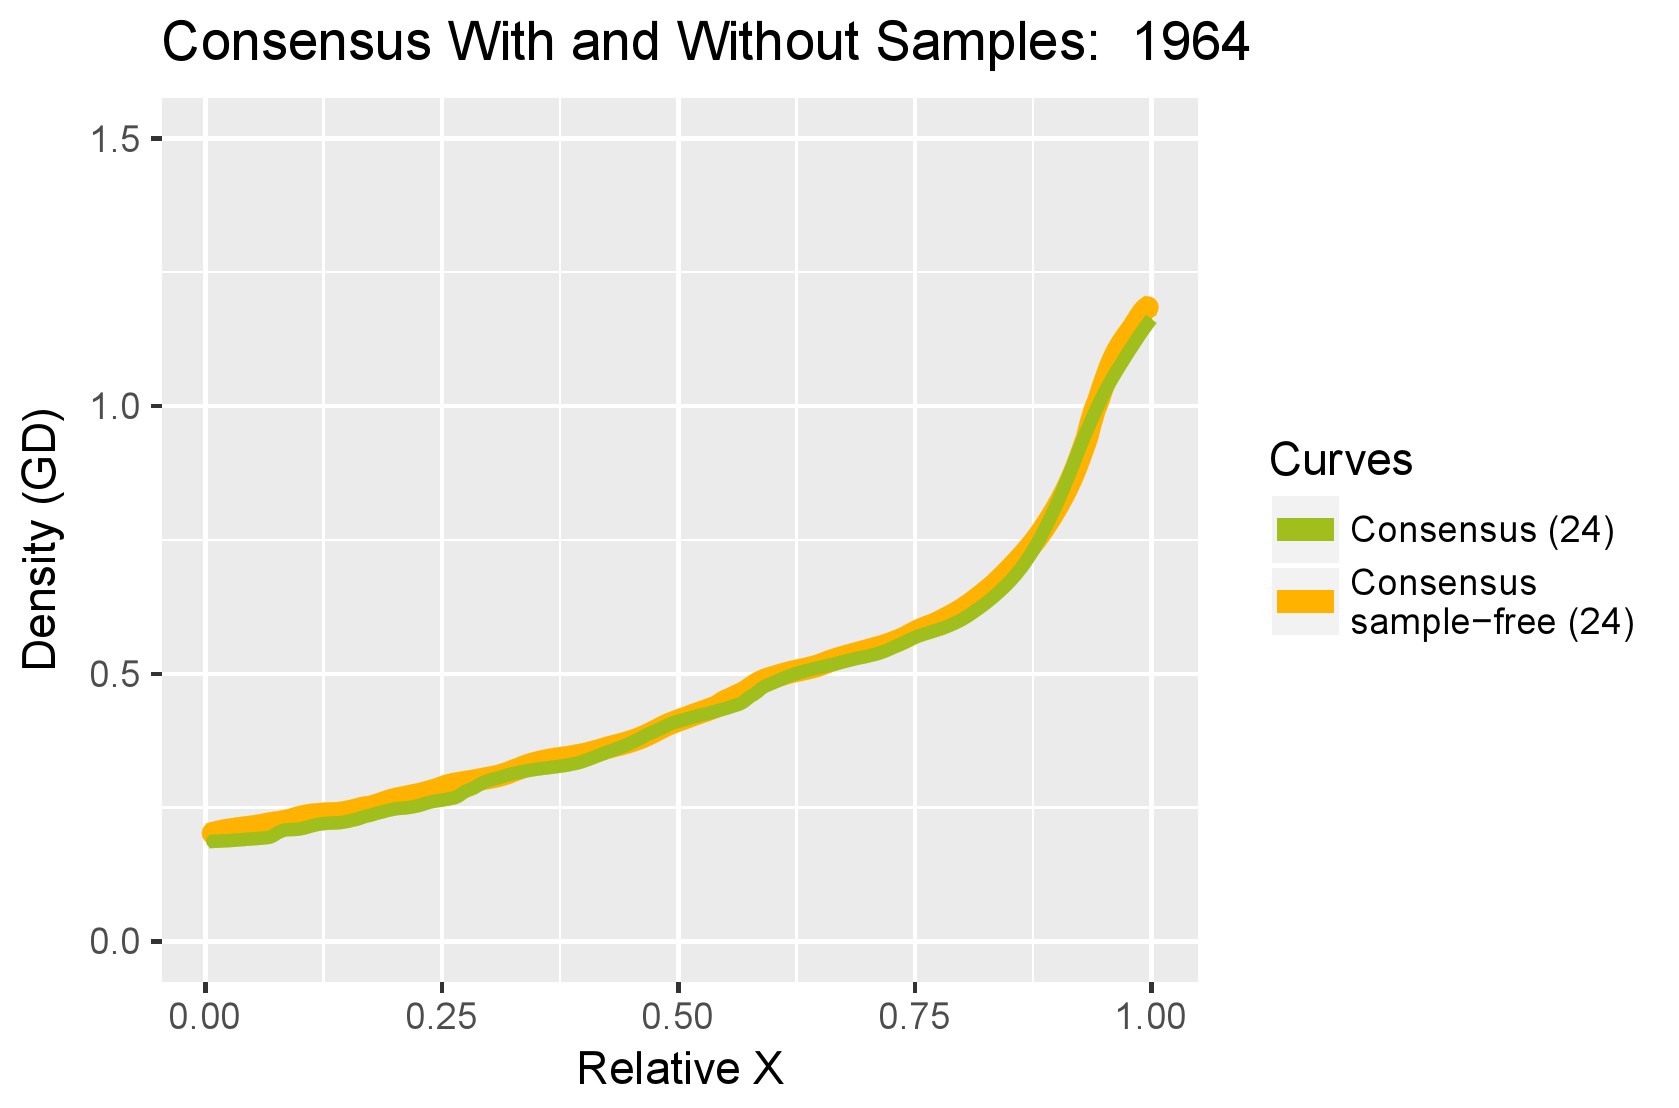 Consensus With and Without Samples:  1964
1.5
1.0
0.5
0.0
Density (GD)
0.00 0.25 0.50 0.75 1.00
Relative X
Curves
Consensus (24)
Consensus
sample−free (24)